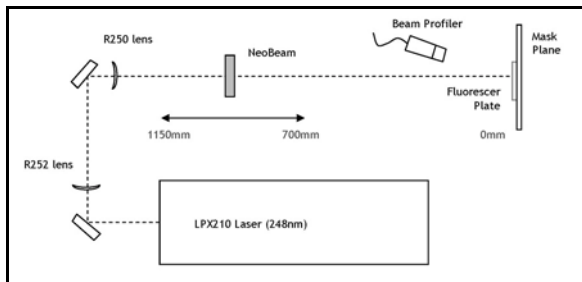 Beam Profiler
Mask
Plane
R250 lens
NeoBeam
Fluorescer
Plate
1150mm
700mm
0mm
R252 lens
LPX210 Laser (248nm)